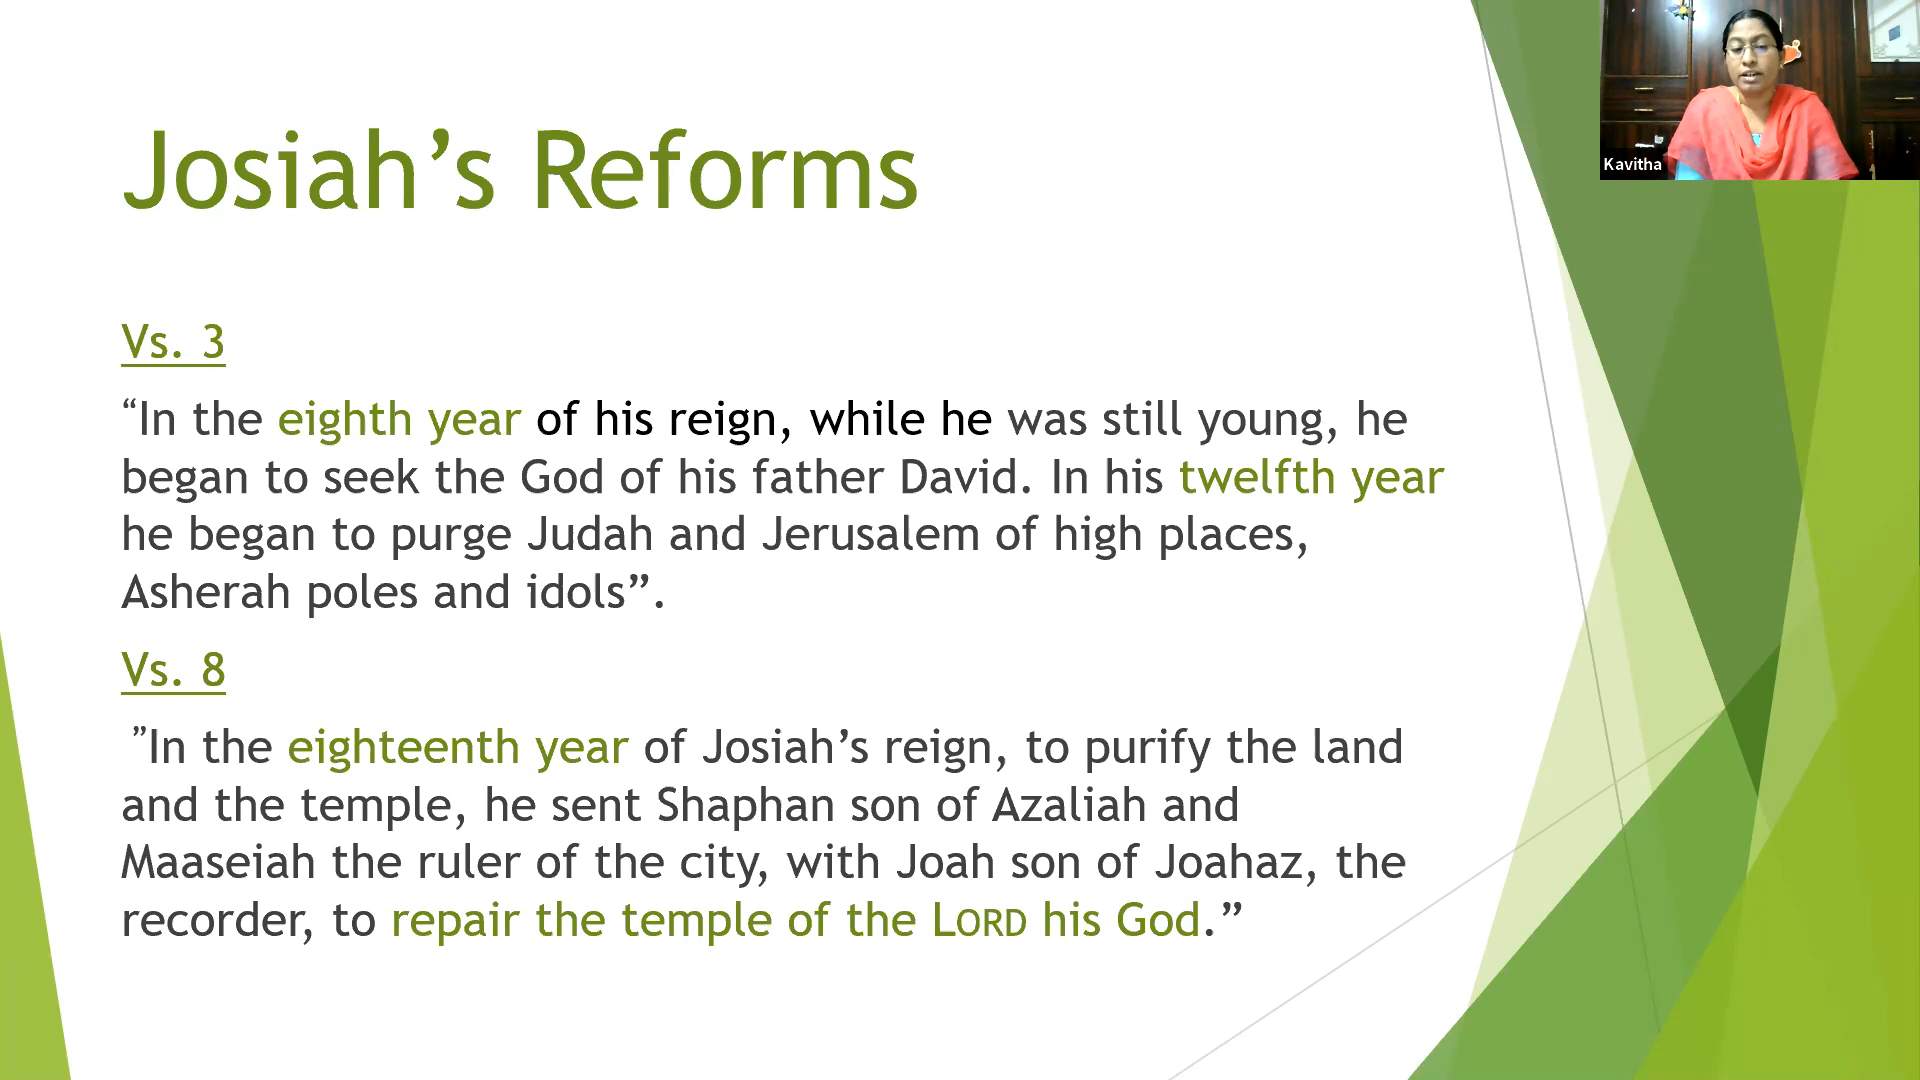 Josiah’s Reforms
Kavitha
Vs. 3
“In the eighth year of his reign, while he was still young, he
began to seek the God of his father David. In his twelfth year
he began to purge Judah and Jerusalem of high places,
Asherah poles and idols”.
Vs. 8
”In the eighteenth year of Josiah’s reign, to purify the land
and the temple, he sent Shaphan son of Azaliah and
Maaseiah the ruler of the city, with Joah son of Joahaz, the
recorder, to repair the temple of the LORD his God.”